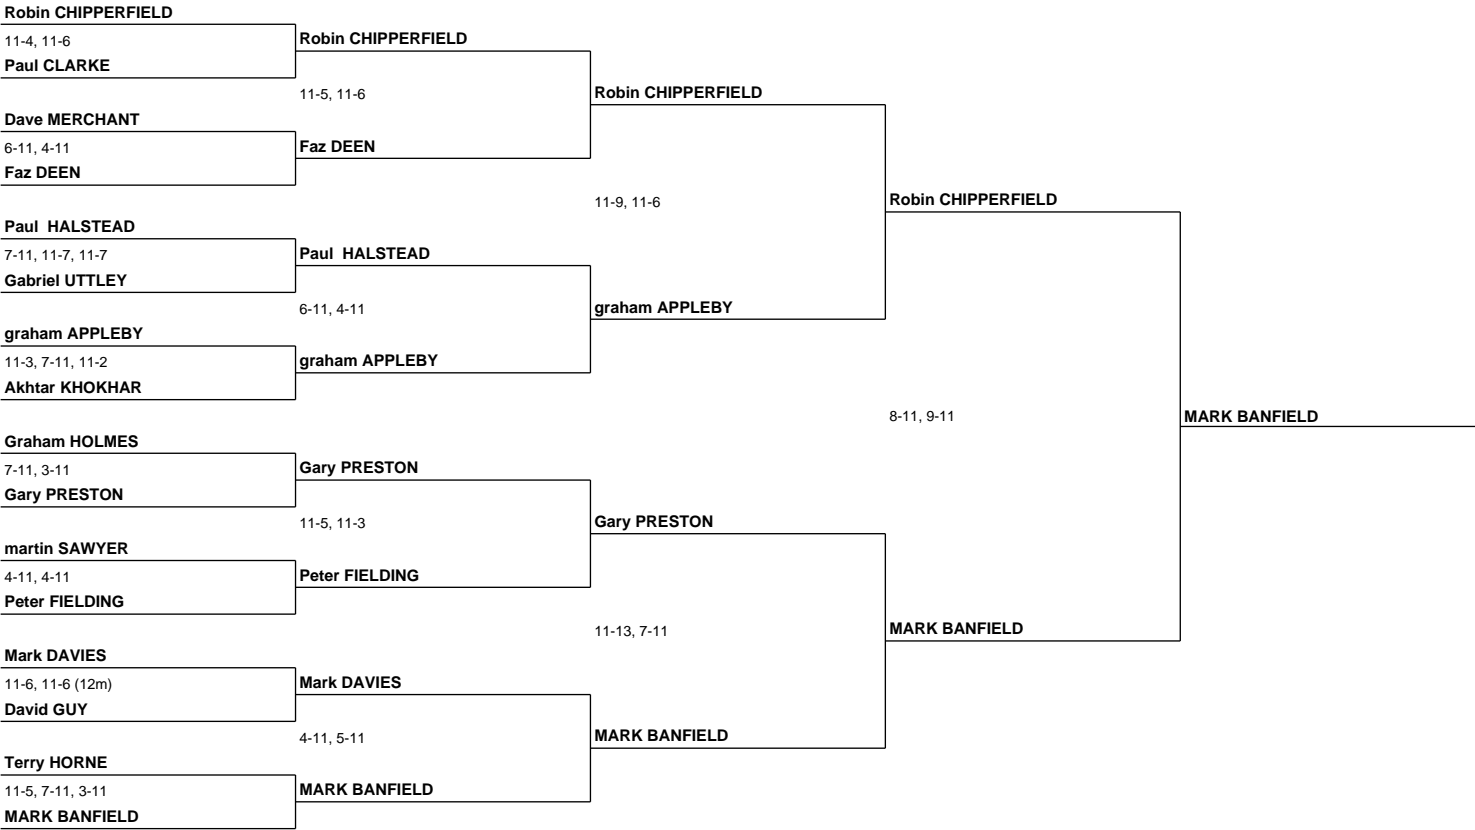 Robin CHIPPERFIELD
11-4, 11-6
Paul CLARKE
Dave MERCHANT
6-11, 4-11
Faz DEEN
Paul  HALSTEAD
7-11, 11-7, 11-7
Gabriel UTTLEY
graham APPLEBY
11-3, 7-11, 11-2
Akhtar KHOKHAR
Graham HOLMES
7-11, 3-11
Gary PRESTON
martin SAWYER
4-11, 4-11
Peter FIELDING
Mark DAVIES
11-6, 11-6 (12m)
David GUY
Terry HORNE
11-5, 7-11, 3-11
MARK BANFIELD
Robin CHIPPERFIELD
11-5, 11-6
Faz DEEN
Paul  HALSTEAD
6-11, 4-11
graham APPLEBY
Gary PRESTON
11-5, 11-3
Peter FIELDING
Mark DAVIES
4-11, 5-11
MARK BANFIELD
Robin CHIPPERFIELD
11-9, 11-6
graham APPLEBY
Gary PRESTON
11-13, 7-11
MARK BANFIELD
Robin CHIPPERFIELD
8-11, 9-11
MARK BANFIELD
MARK BANFIELD